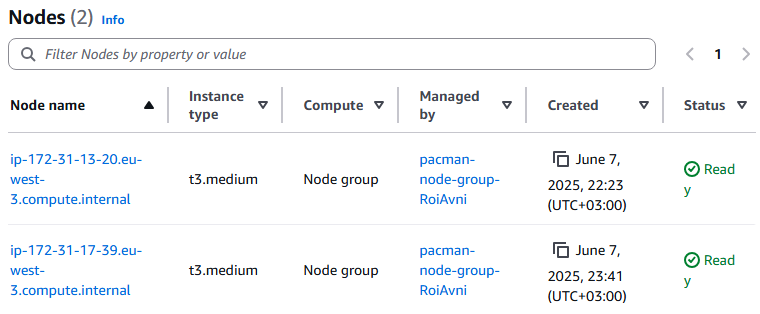 Nodes (2) Info
Filter Nodes by property or value
1
Node name
Instance type
Compute
Managed by
Created
Status
ip-172-31-13-20.eu-
west-
3.compute.internal
t3.medium
Node group
pacman-
node-group-
RoiAvni
June 7,
2025, 22:23
(UTC+03:00)
Read
y
ip-172-31-17-39.eu-
west-
3.compute.internal
t3.medium
Node group
pacman-
node-group-
RoiAvni
June 7,
2025, 23:41
(UTC+03:00)
Read
y